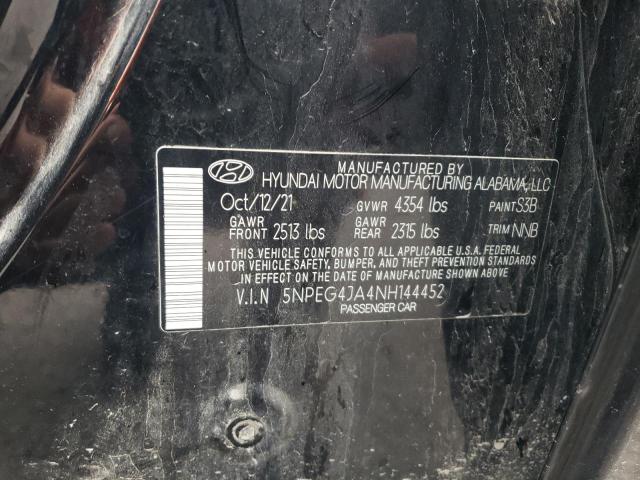 MANUFACTURED BY
HYUNDAI MOTOR MANUFACTURING ALABAMA, LLC
Oct/12/21 GVWR 4354 lbs PAINT S3B
GAWR FRONT 2513 lbs GAWR REAR 2315 lbs TRIM NNB
THIS VEHICLE CONFORMS TO ALL APPLICABLE U.S.A. FEDERAL
MOTOR VEHICLE SAFETY, BUMPER, AND THEFT PREVENTION STANDARDS
IN EFFECT ON THE DATE OF MANUFACTURE SHOWN ABOVE.
V.I.N 5NPEG4JA4NH144452
PASSENGER CAR